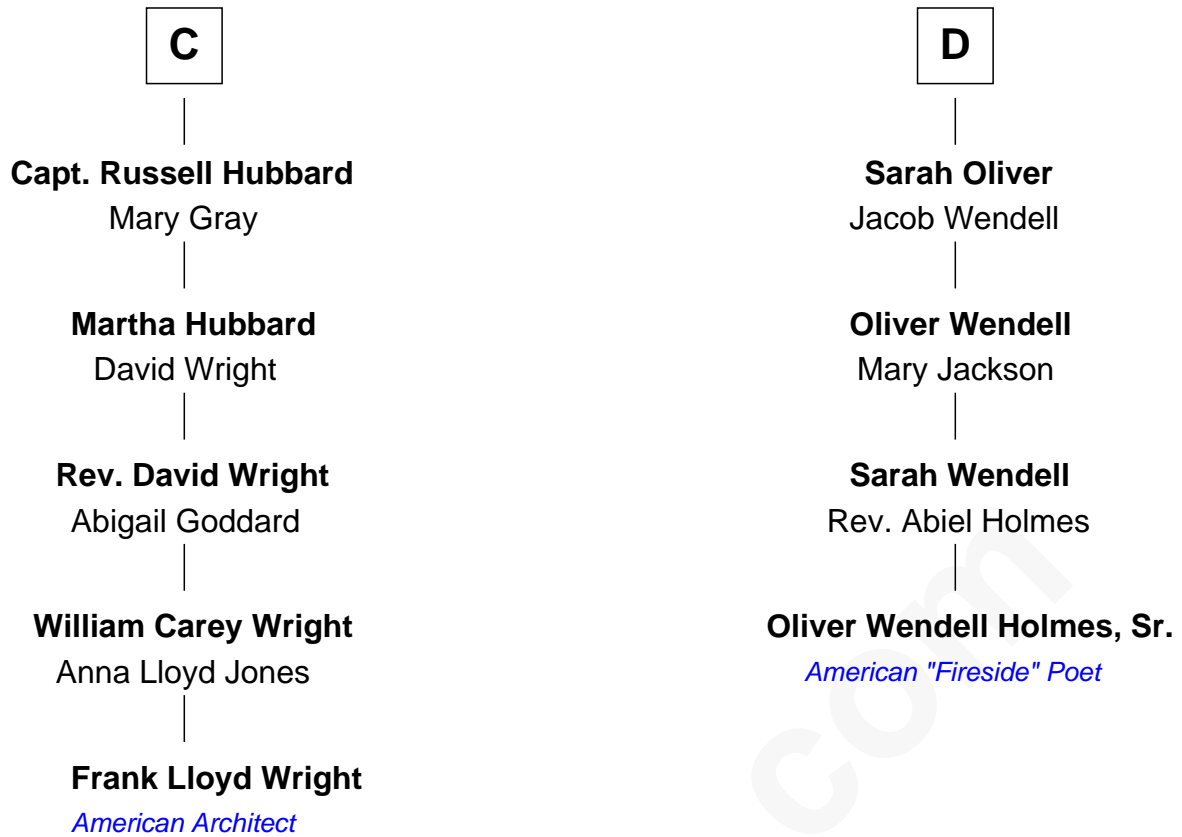 C
Capt. Russell Hubbard
Mary Gray
Martha Hubbard
David Wright
Rev. David Wright
Abigail Goddard
William Carey Wright
Anna Lloyd Jones
Frank Lloyd Wright
American Architect
D
Sarah Oliver
Jacob Wendell
Oliver Wendell
Mary Jackson
Sarah Wendell
Rev. Abiel Holmes
Oliver Wendell Holmes, Sr.
American "Fireside" Poet
com